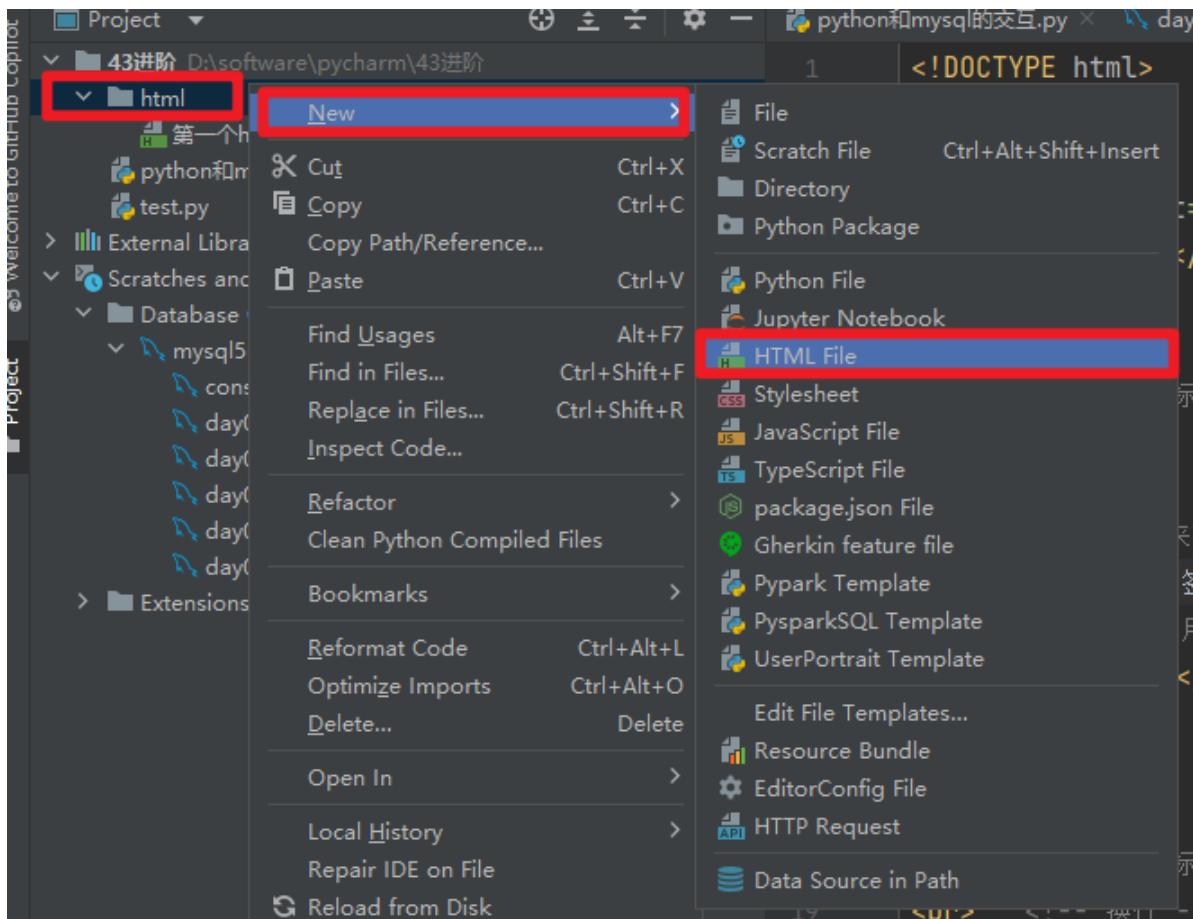 Project
python和mysql的交互.py
day
Welcome to GitHub Copilot
Project
43进阶 D:\software\pycharm\43进阶
html
第一个h
python和m
test.py
External Libra
Scratches and
Database
mysql5
cons
day0
day0
day0
day0
day0
Extensions
New
Cut Ctrl+X
Copy Ctrl+C
Copy Path/Reference...
Paste Ctrl+V
Find Usages Alt+F7
Find in Files... Ctrl+Shift+F
Replace in Files... Ctrl+Shift+R
Inspect Code...
Refactor
Clean Python Compiled Files
Bookmarks
Reformat Code Ctrl+Alt+L
Optimize Imports Ctrl+Alt+O
Delete... Delete
Open In
Local History
Repair IDE on File
Reload from Disk
File
Scratch File Ctrl+Alt+Shift+Insert
Directory
Python Package
Python File
Jupyter Notebook
HTML File
Stylesheet
JavaScript File
TypeScript File
package.json File
Gherkin feature file
Pypark Template
PysparkSQL Template
UserPortrait Template
Edit File Templates...
Resource Bundle
EditorConfig File
HTTP Request
Data Source in Path
1 <!DOCTYPE html>
19 <br> <!-- 换行